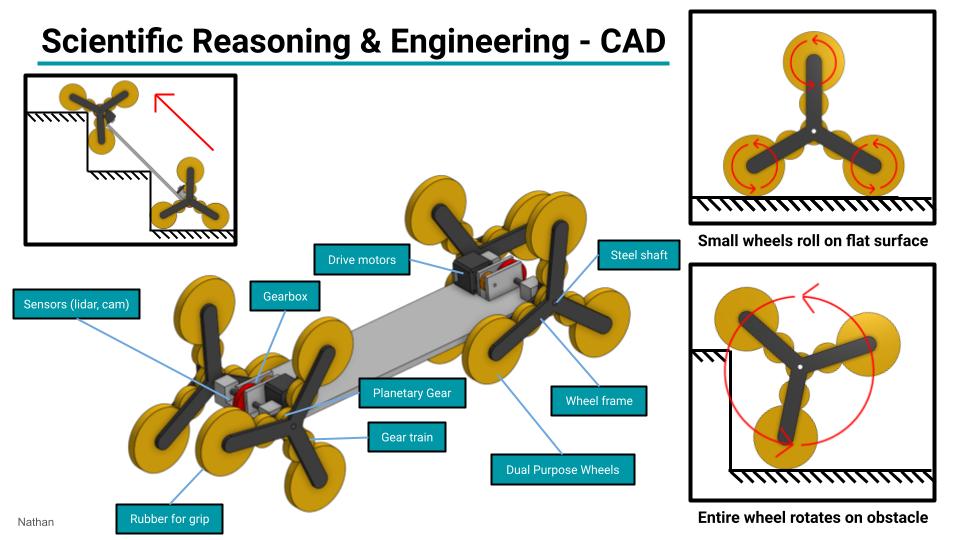 Scientific Reasoning & Engineering - CAD
Small wheels roll on flat surface
Drive motors
Steel shaft
Sensors (lidar, cam)
Gearbox
Planetary Gear
Wheel frame
Gear train
Dual Purpose Wheels
Rubber for grip
Entire wheel rotates on obstacle
Nathan